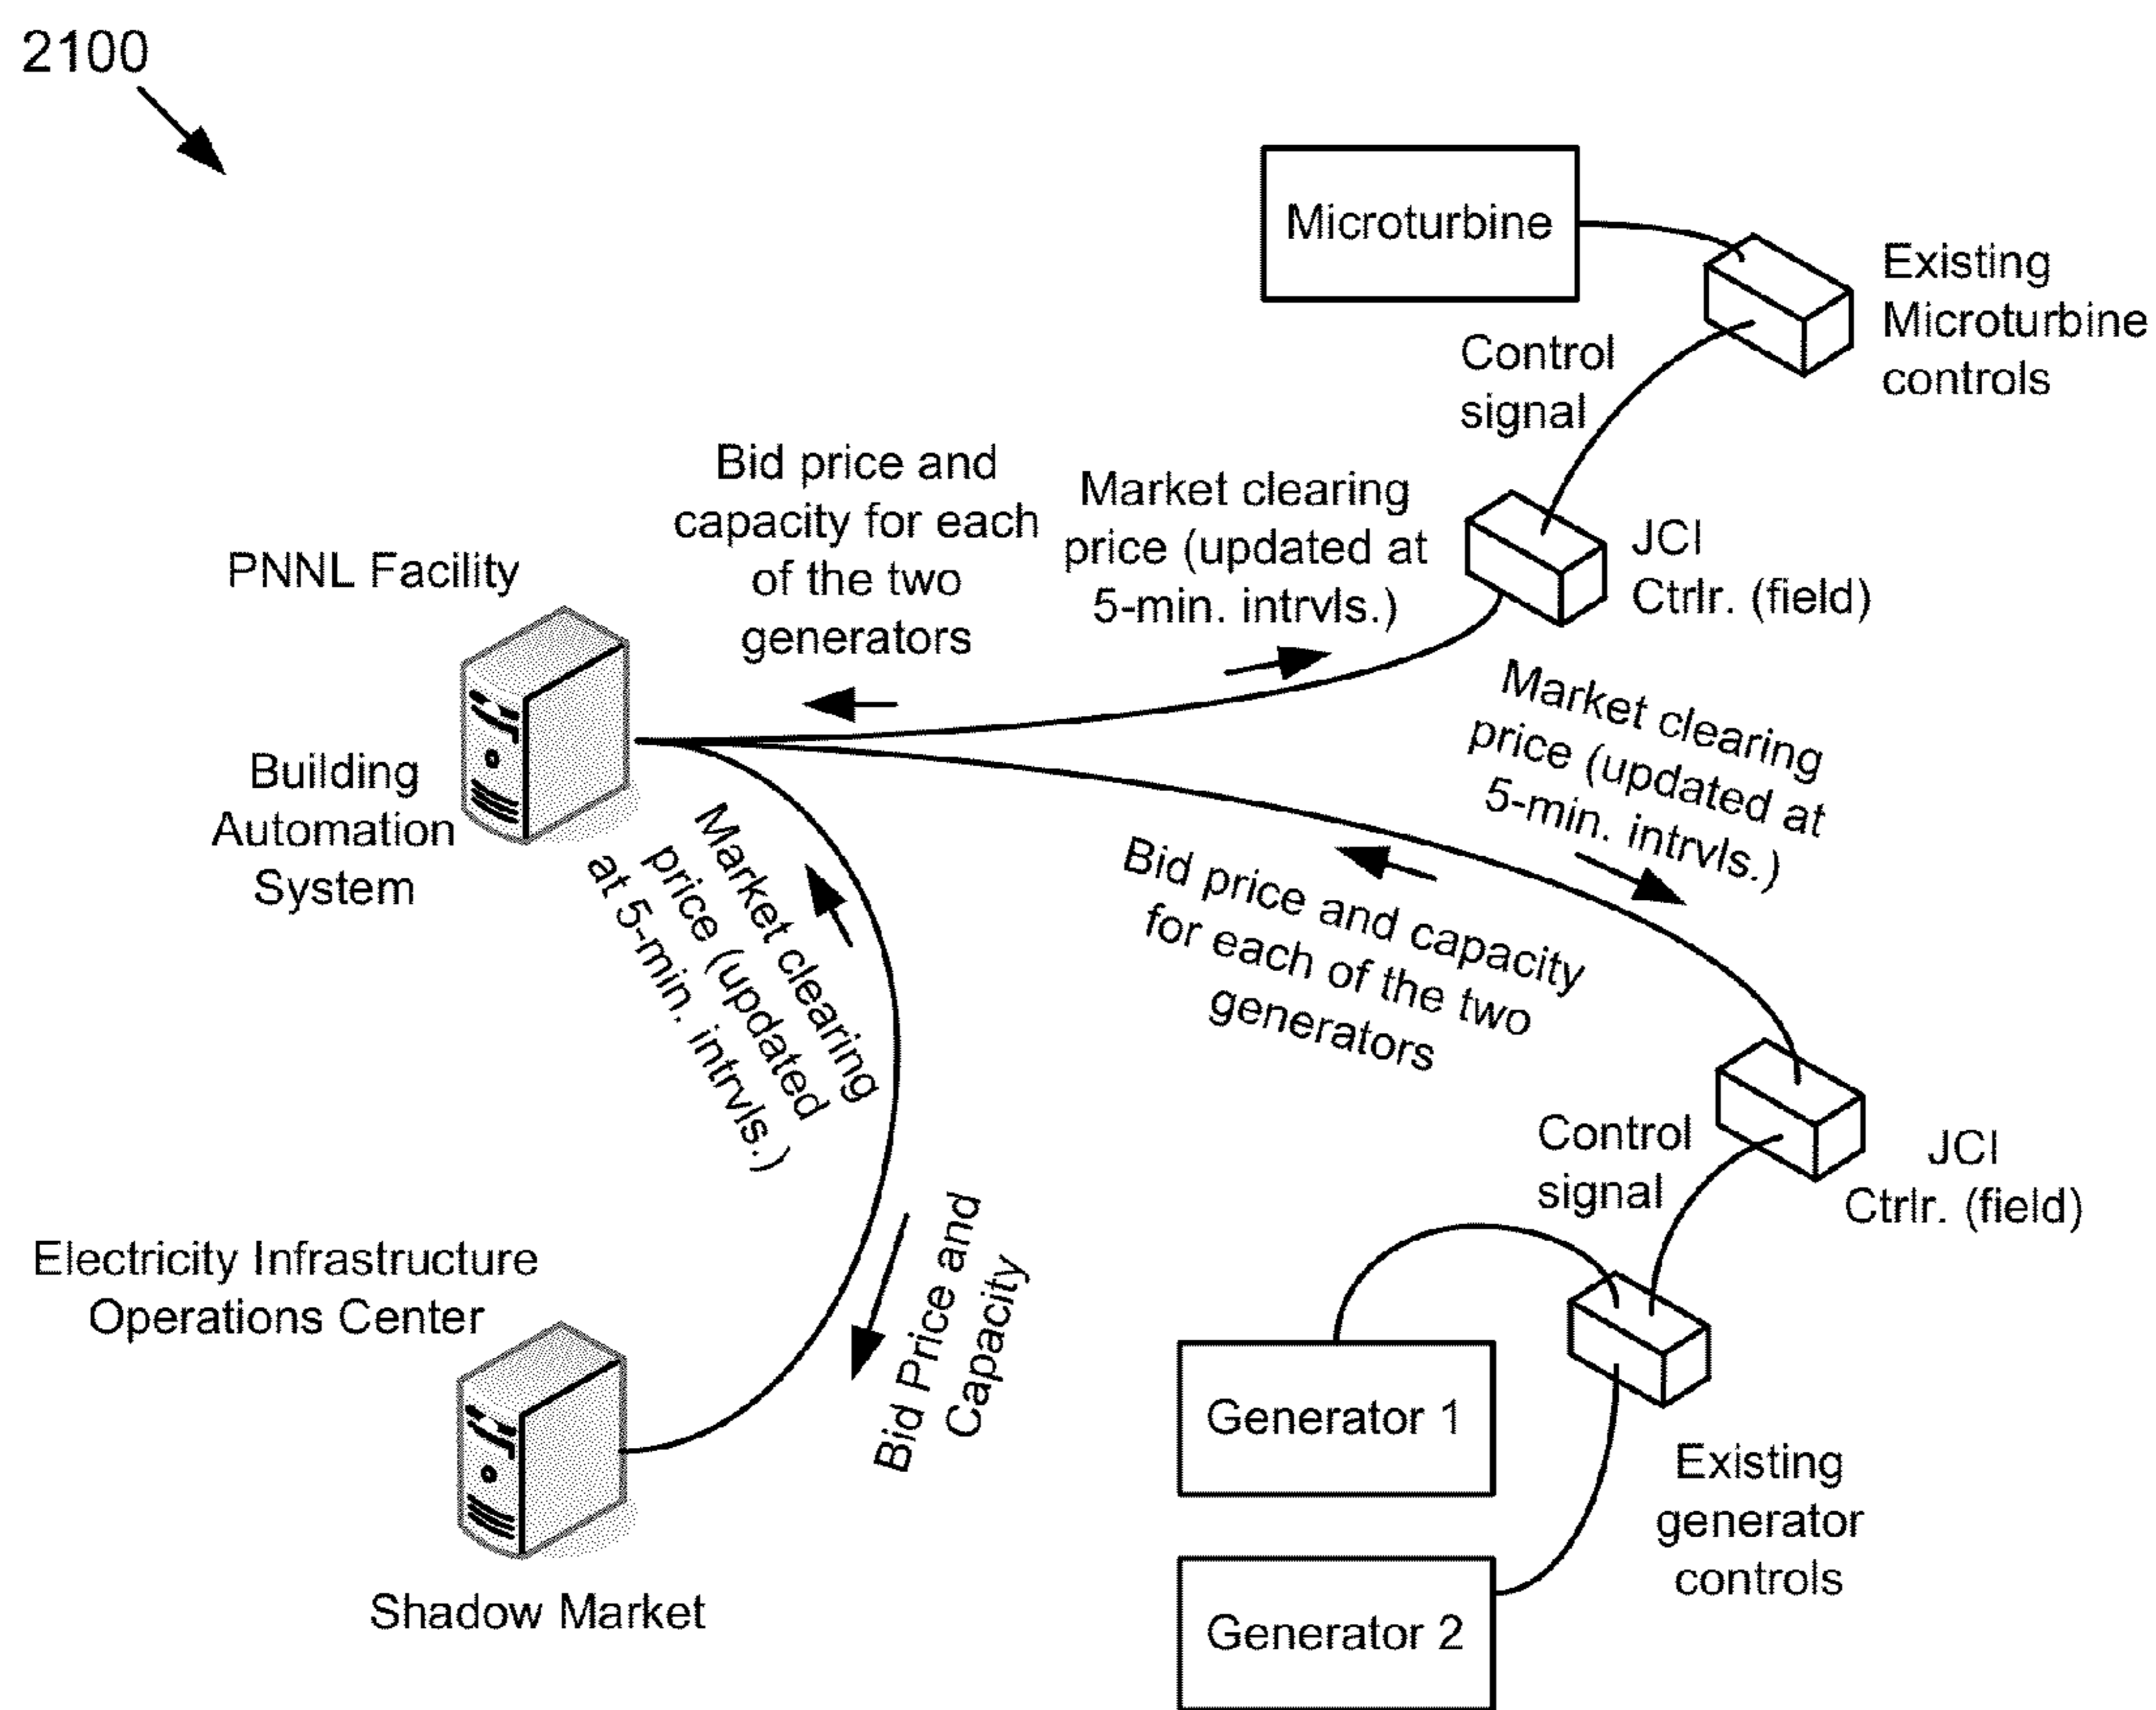 2100
Microturbine
Existing
Microturbine
controls
Control
signal
Bid price and
capacity for each
of the two
generators
Market clearing
price (updated at
5-min. intrvls.)
JCI
Ctrlr. (field)
PNNL Facility
Building
Automation
System
Market clearing
price (updated at
5-min. intrvls.)
Market clearing
price (updated
at 5-min. intrvls.)
Bid price and capacity
for each of the two
generators
Control
signal
JCI
Ctrlr. (field)
Electricity Infrastructure
Operations Center
Bid Price and
Capacity
Generator 1
Existing
generator
controls
Shadow Market
Generator 2